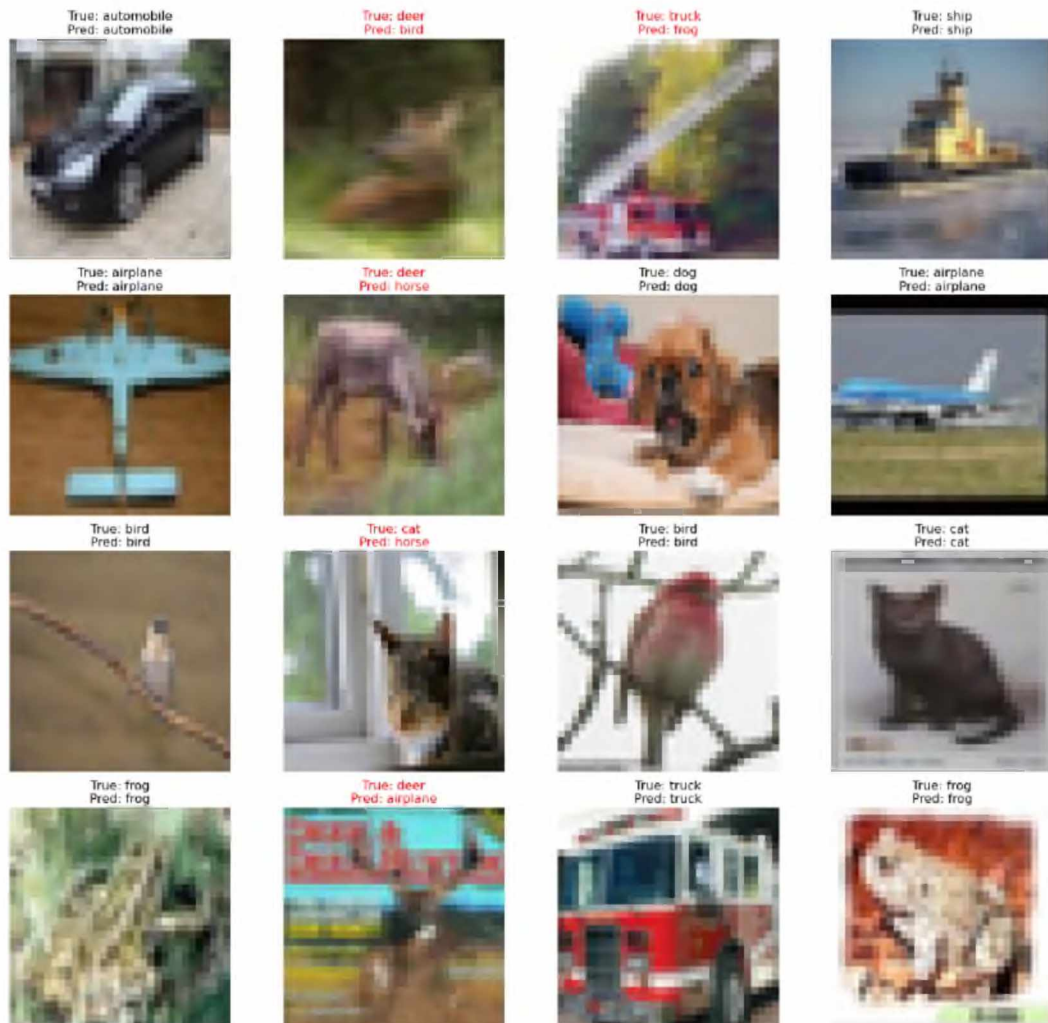 True: automobile
Pred: automobile
True: deer
Pred: bird
True: truck
Pred: frog
True: ship
Pred: ship
True: airplane
Pred: airplane
True: deer
Pred: horse
True: dog
Pred: dog
True: airplane
Pred: airplane
True: bird
Pred: bird
True: cat
Pred: horse
True: bird
Pred: bird
True: cat
Pred: cat
True: frog
Pred: frog
True: deer
Pred: airplane
True: truck
Pred: truck
True: frog
Pred: frog